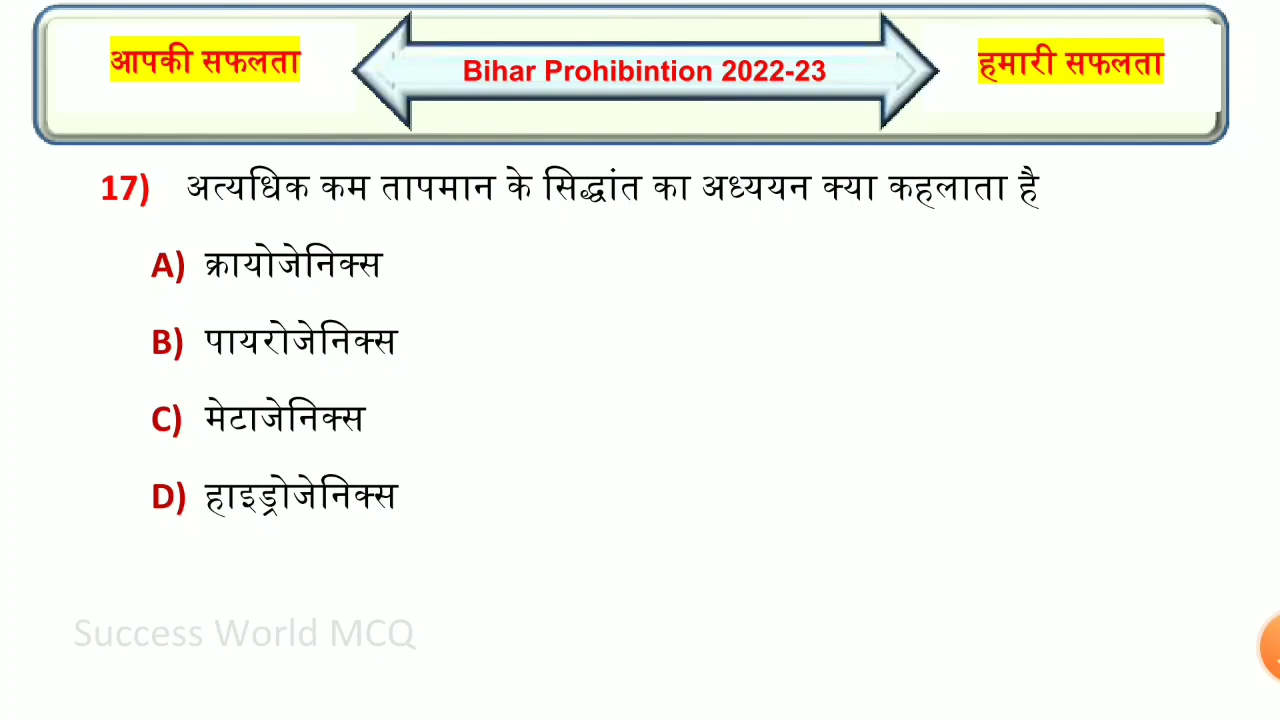 आपकी सफलता
Bihar Prohibintion 2022-23
हमारी सफलता
17) अत्यधिक कम तापमान के सिद्धांत का अध्ययन क्या कहलाता है
A) क्रायोजेनिक्स
B) पायरोजेनिक्स
C) मेटाजेनिक्स
D) हाइड्रोजेनिक्स
Success World MCQ